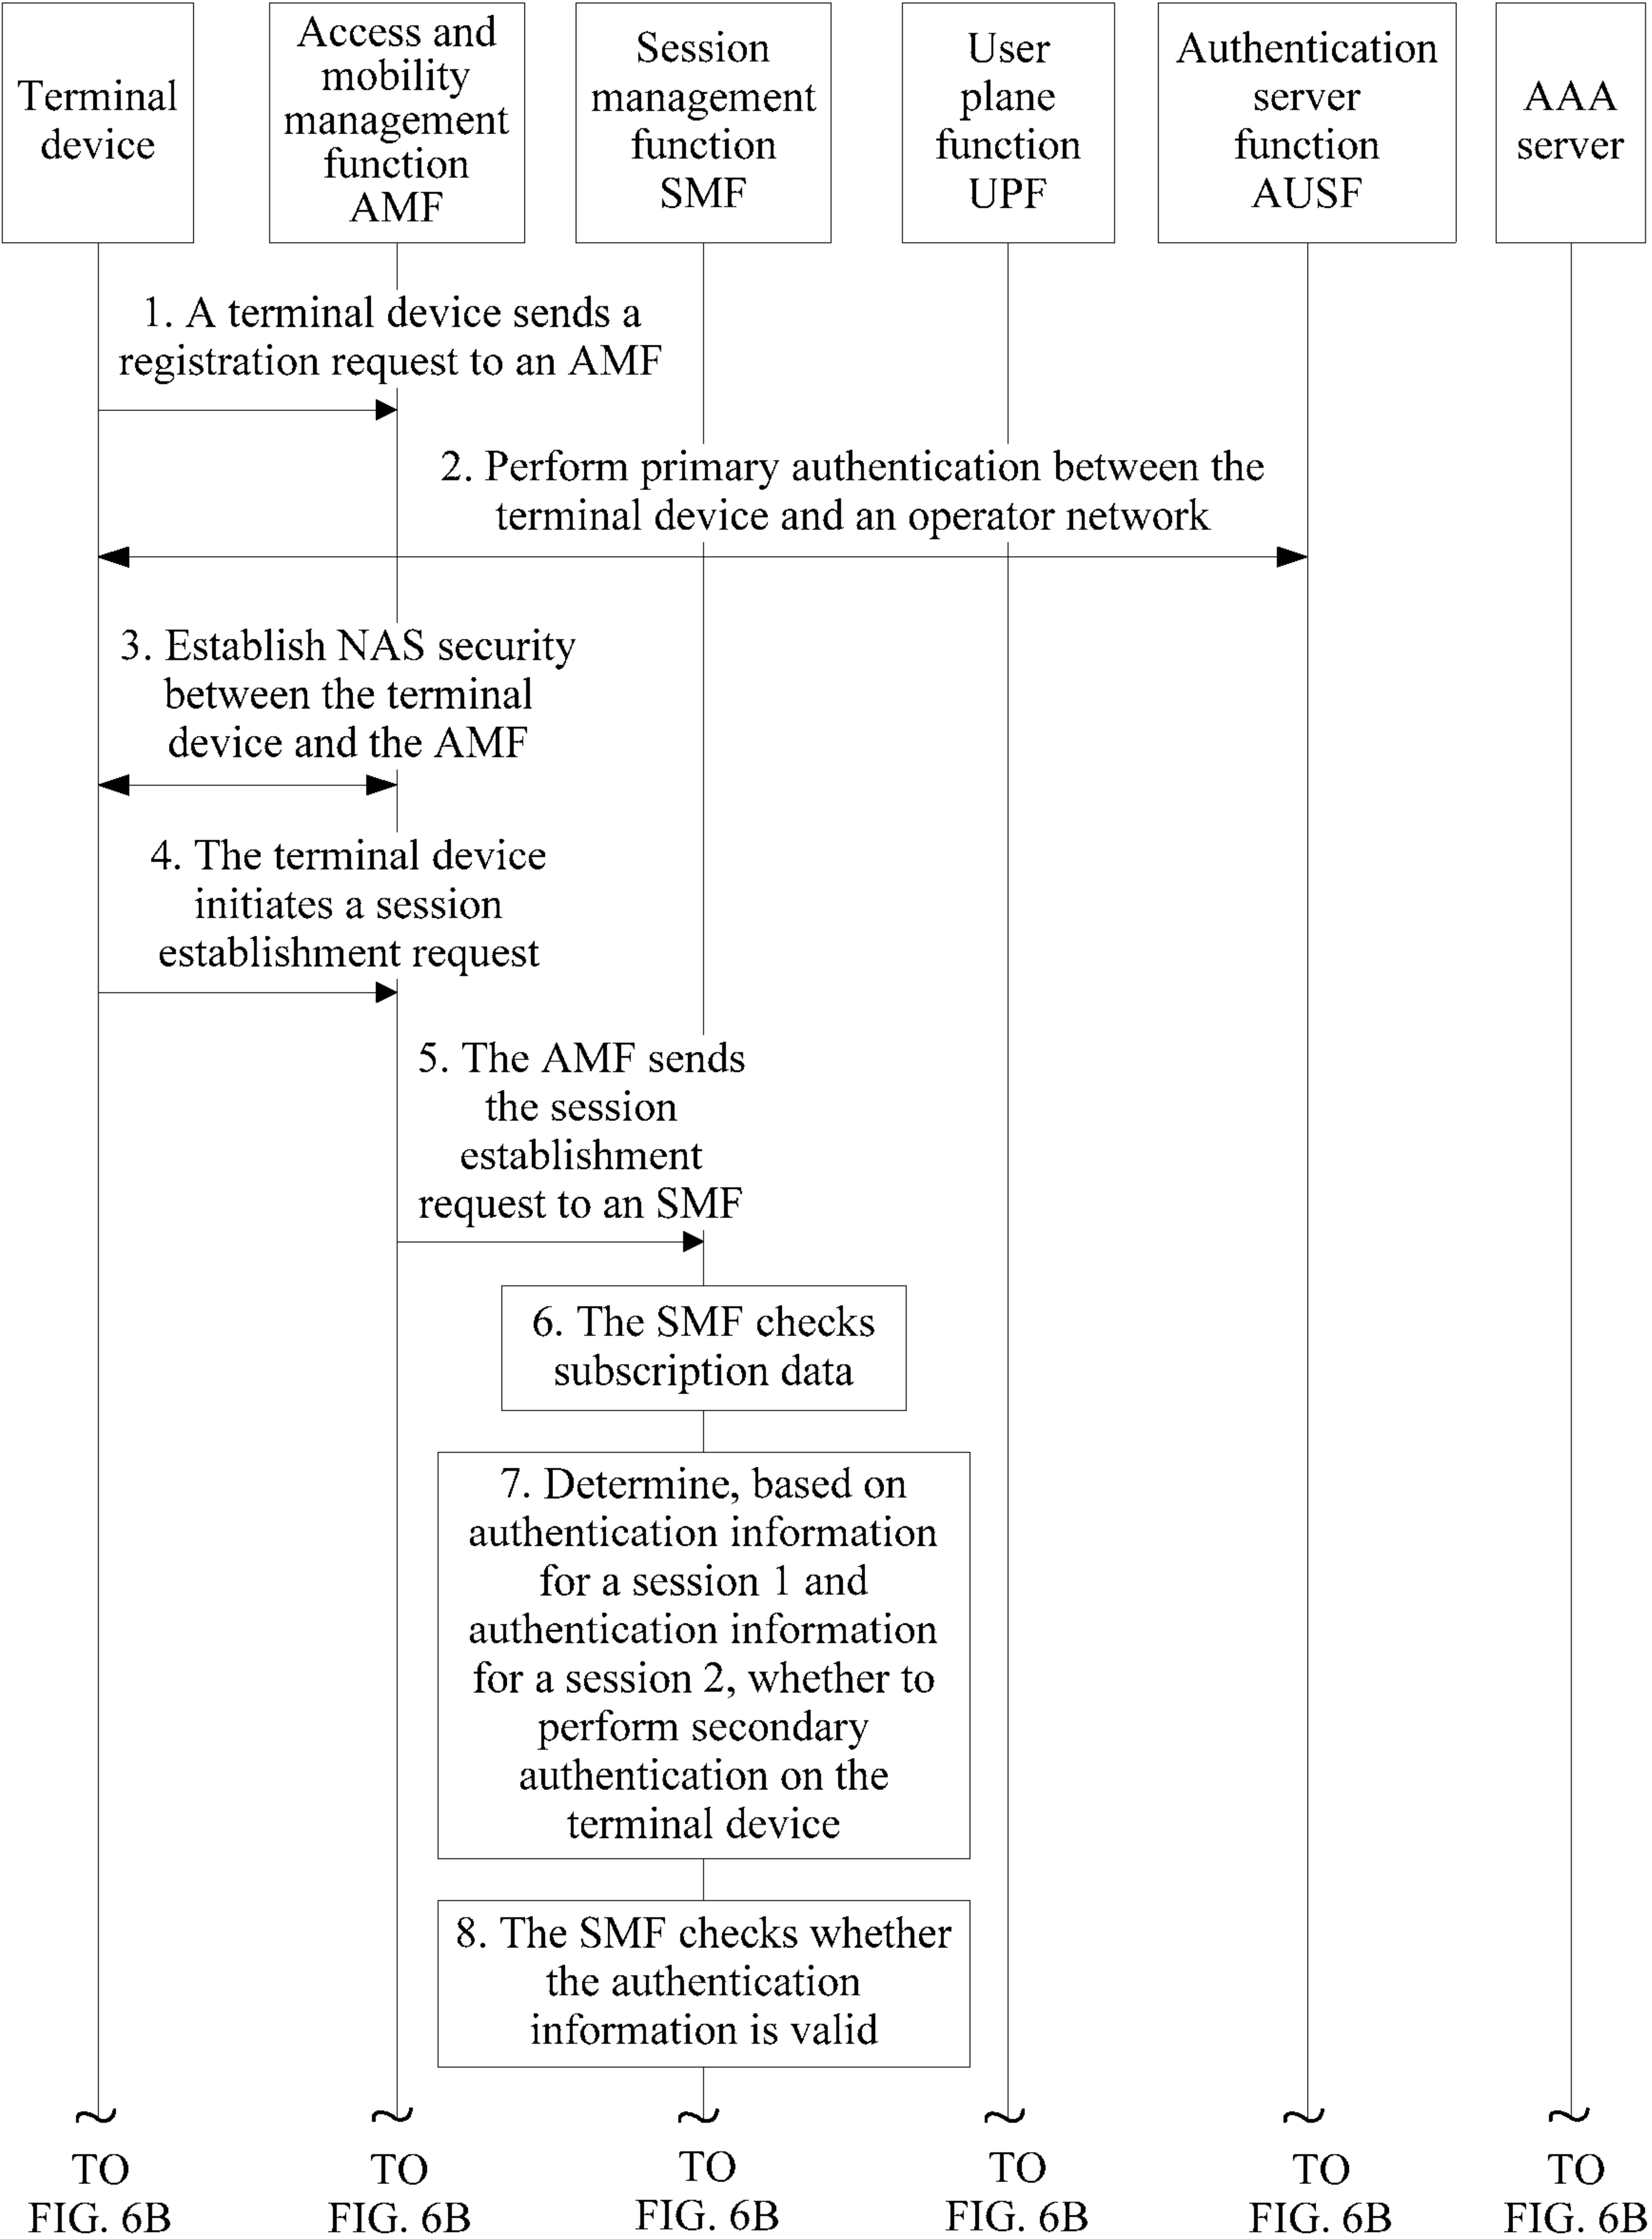 Terminal
device
Access and
mobility
management
function
AMF
Session
management
function
SMF
User
plane
function
UPF
Authentication
server
function
AUSF
AAA
server
1. A terminal device sends a
registration request to an AMF
2. Perform primary authentication between the
terminal device and an operator network
3. Establish NAS security
between the terminal
device and the AMF
4. The terminal device
initiates a session
establishment request
5. The AMF sends
the session
establishment
request to an SMF
6. The SMF checks
subscription data
7. Determine, based on
authentication information
for a session 1 and
authentication information
for a session 2, whether to
perform secondary
authentication on the
terminal device
8. The SMF checks whether
the authentication
information is valid
TO
FIG. 6B
TO
FIG. 6B
TO
FIG. 6B
TO
FIG. 6B
TO
FIG. 6B
TO
FIG. 6B